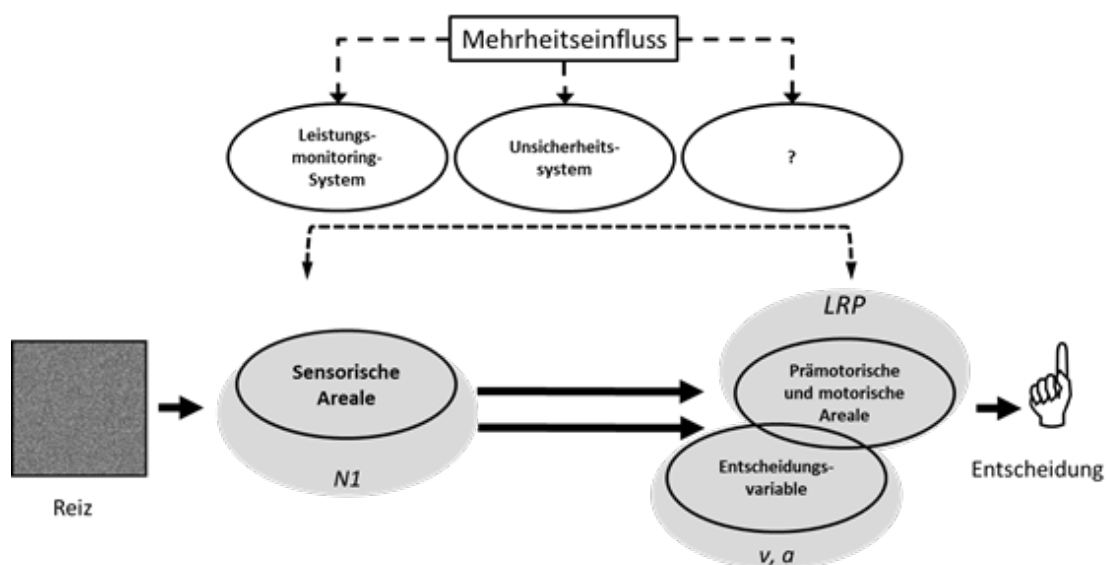 Mehrheitseinfluss
Leistungs-
monitoring-
System
Unsicherheits-
system
?
LRP
Sensorische
Areale
Prämotorische
und motorische
Areale
N1
Entscheidungs-
variable
v, a
Reiz
Entscheidung